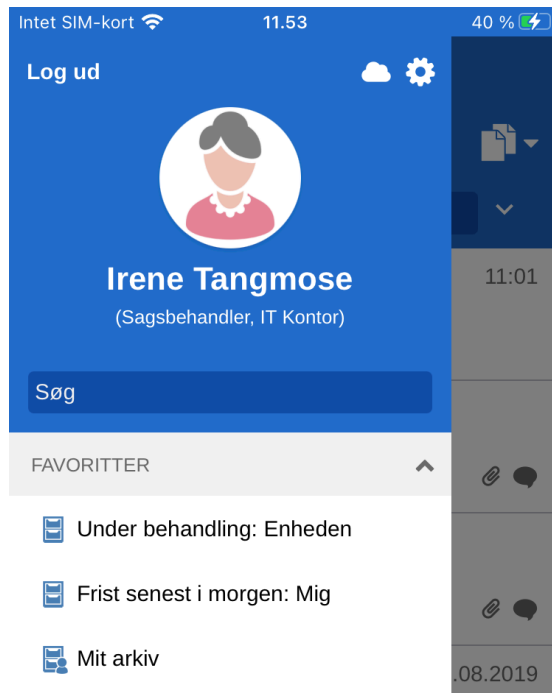 Intet SIM-kort 11.53 40 %
Log ud
Irene Tangmose
(Sagsbehandler, IT Kontor)
11:01
Søg
FAVORITTER
Under behandling: Enheden
Frist senest i morgen: Mig
Mit arkiv
.08.2019